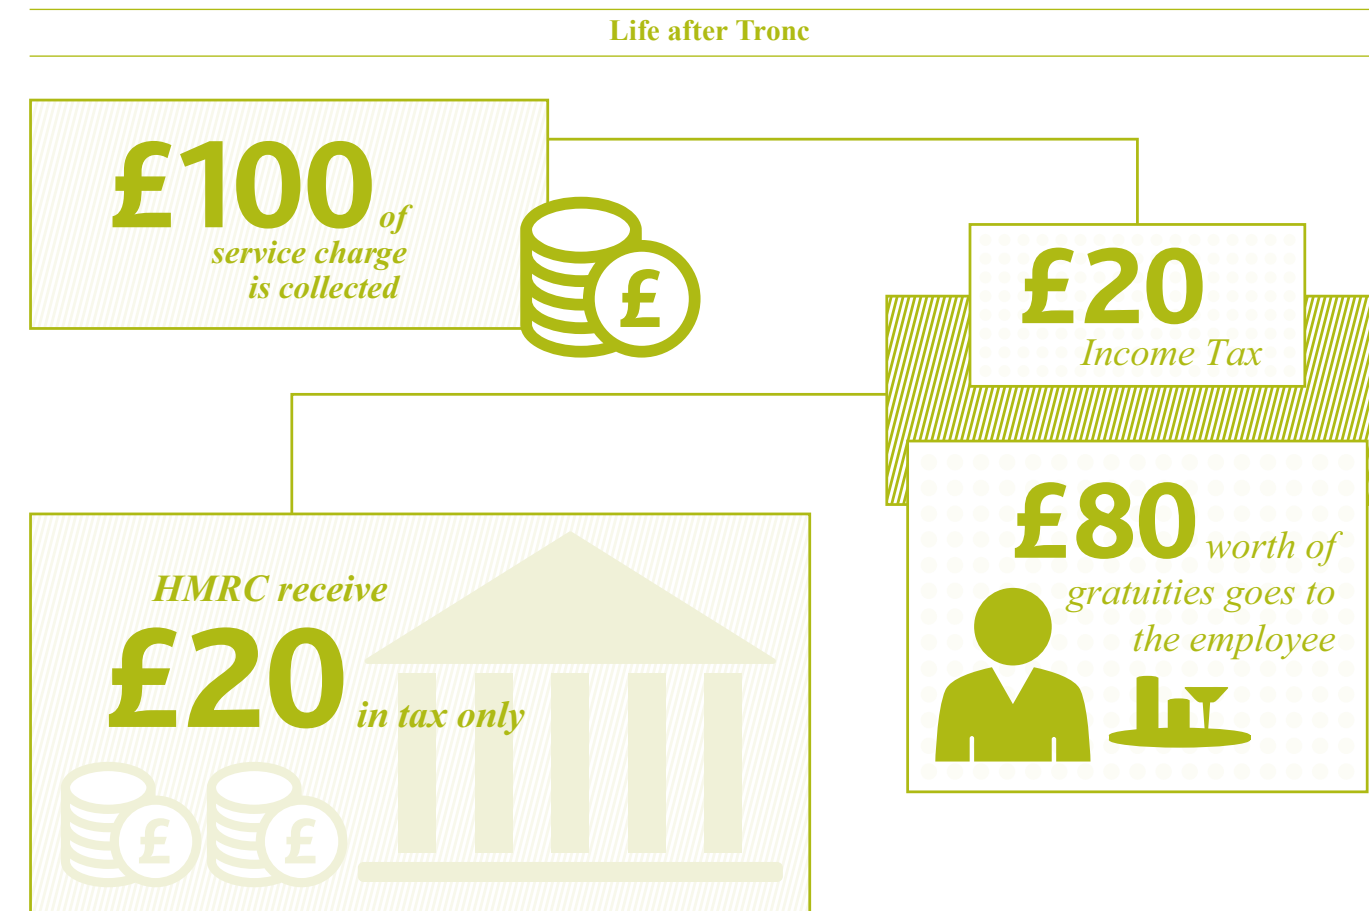 Life after Tronc
£100 of
service charge
is collected
£
£20
Income Tax
£80 worth of
gratuities goes to
the employee
HMRC receive
£20 in tax only
£ £